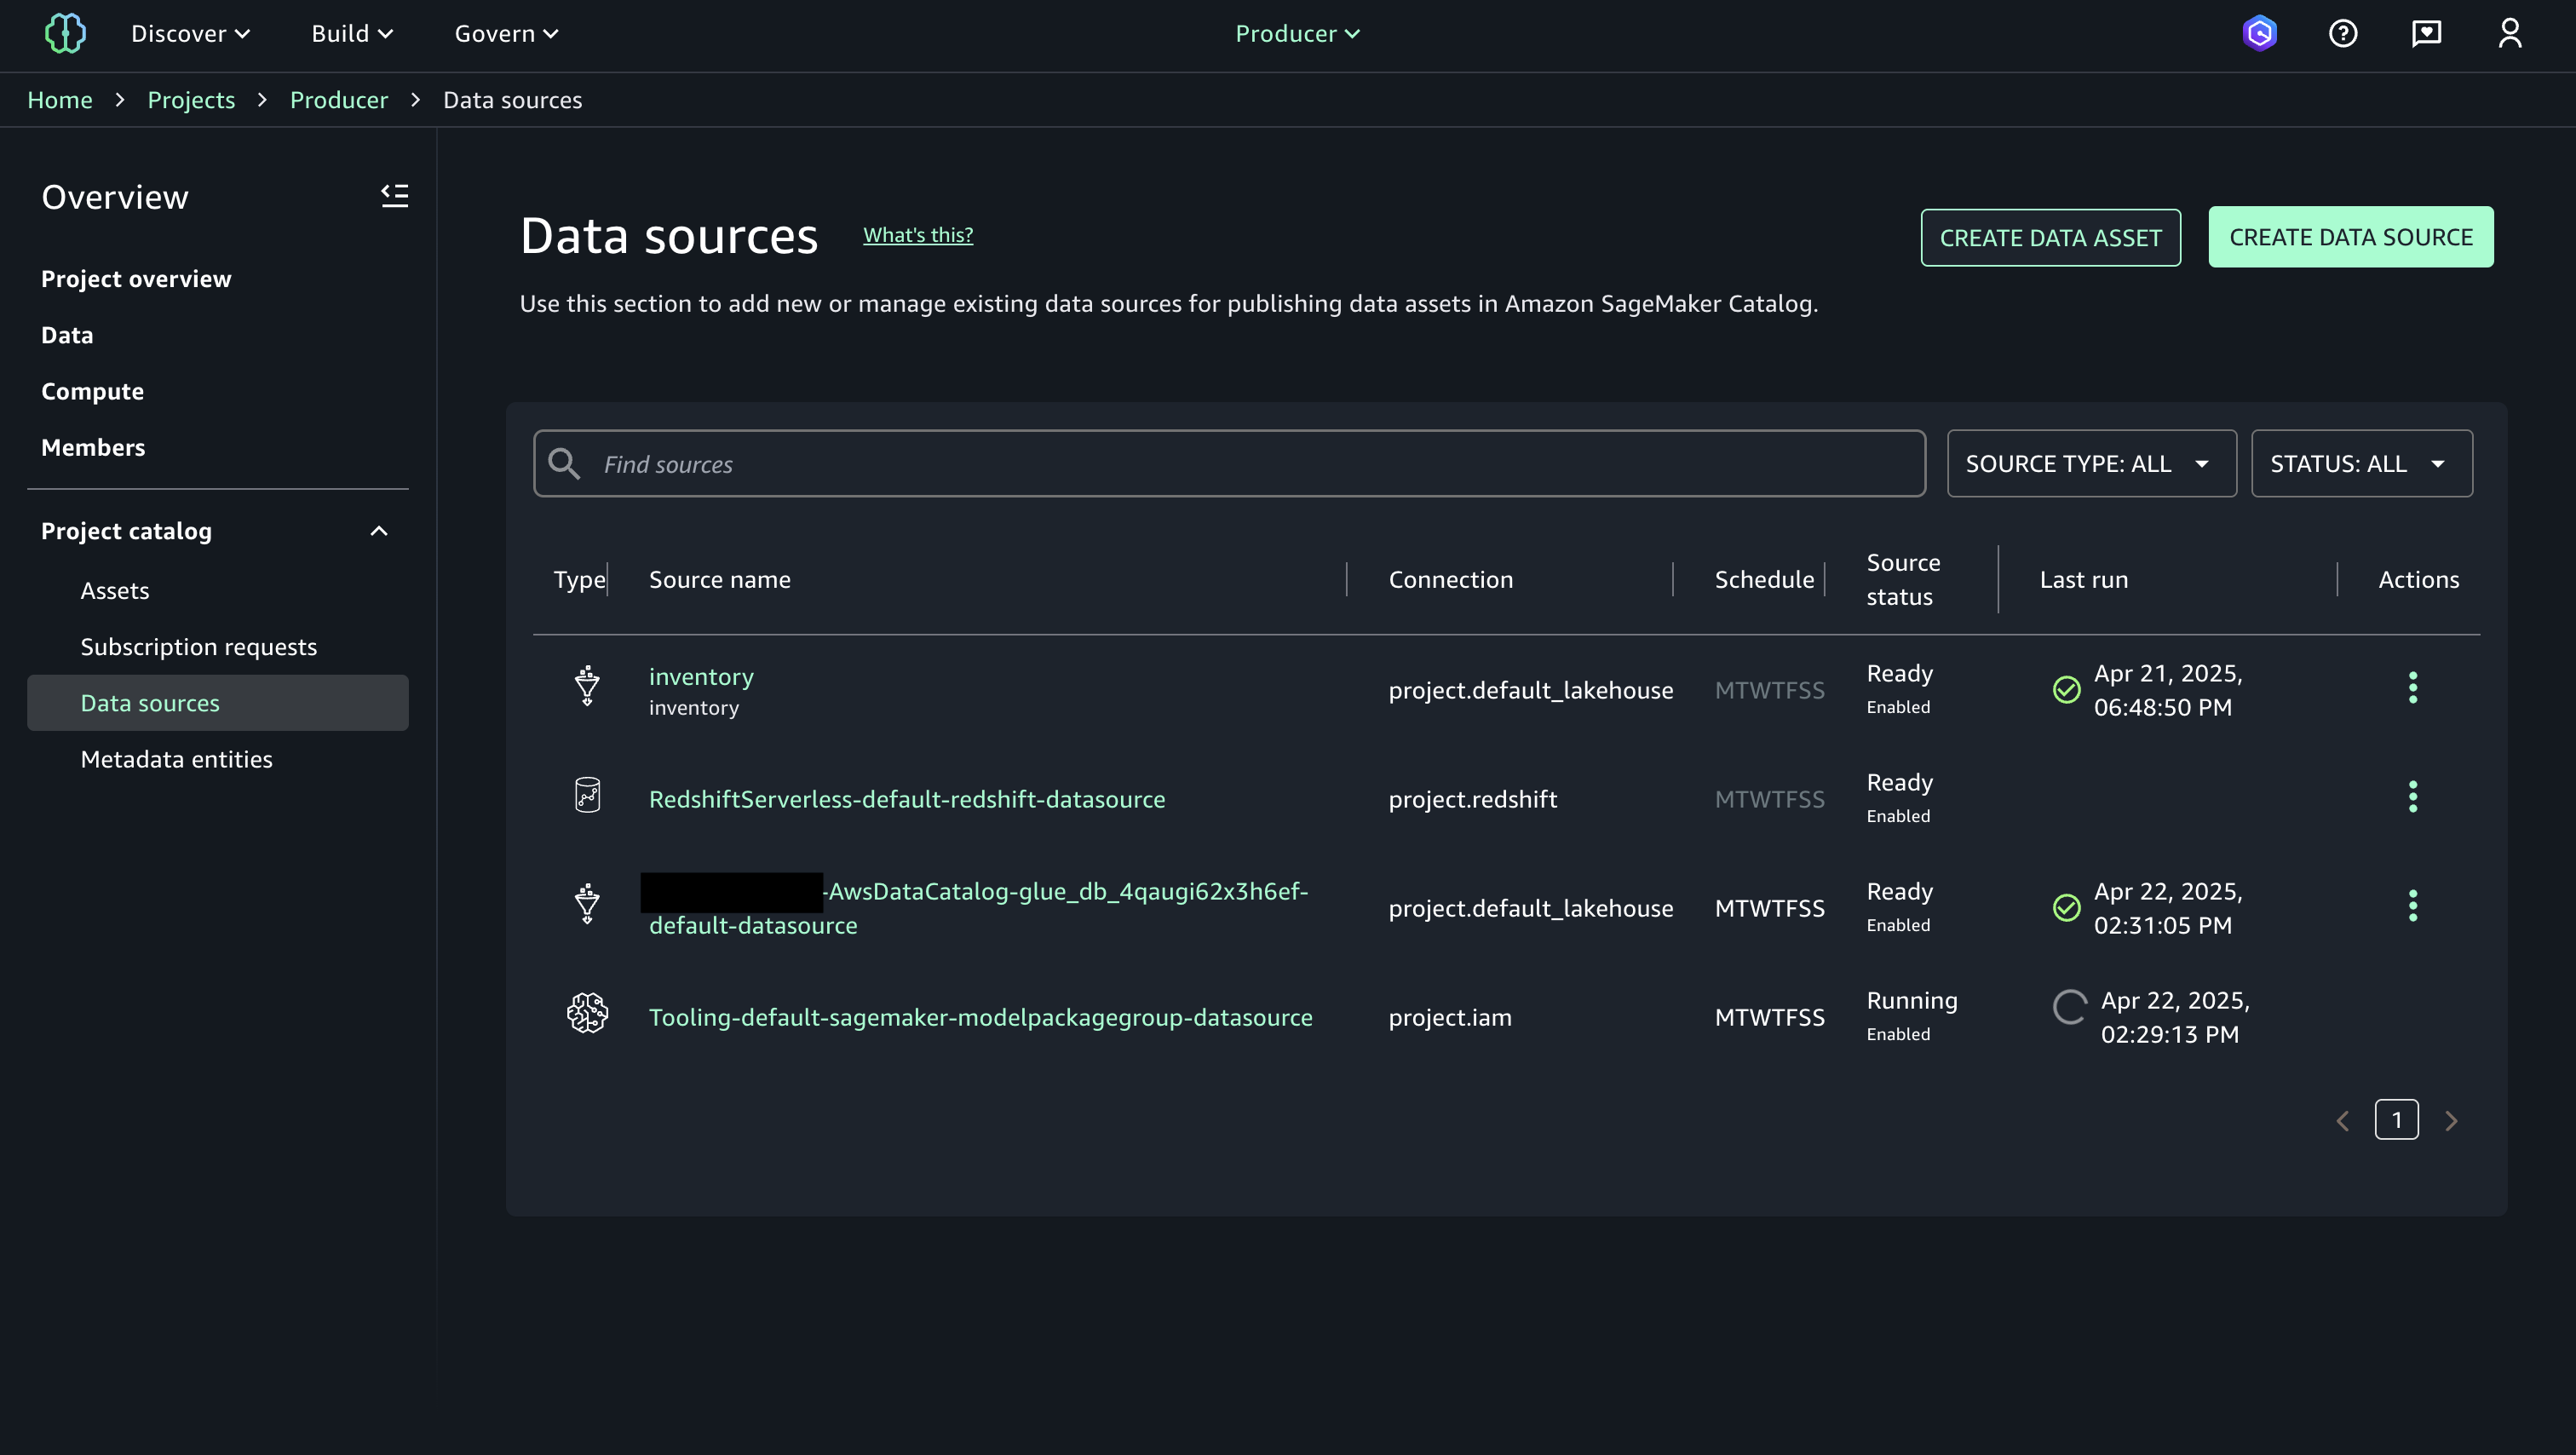 Discover
Build
Govern
Producer
Home > Projects > Producer > Data sources
Overview
Project overview
Data
Compute
Members
Project catalog
Assets
Subscription requests
Data sources
Metadata entities
Data sources
What's this?
CREATE DATA ASSET
CREATE DATA SOURCE
Use this section to add new or manage existing data sources for publishing data assets in Amazon SageMaker Catalog.
Find sources
SOURCE TYPE: ALL
STATUS: ALL
Type
Source name
Connection
Schedule
Source
status
Last run
Actions
inventory
inventory
project.default_lakehouse
MTWTFSS
Ready
Enabled
Apr 21, 2025,
06:48:50 PM
RedshiftServerless-default-redshift-datasource
project.redshift
MTWTFSS
Ready
Enabled
-AwsDataCatalog-glue_db_4qaugi62x3h6ef-
default-datasource
project.default_lakehouse
MTWTFSS
Ready
Enabled
Apr 22, 2025,
02:31:05 PM
Tooling-default-sagemaker-modelpackagegroup-datasource
project.iam
MTWTFSS
Running
Enabled
Apr 22, 2025,
02:29:13 PM
1